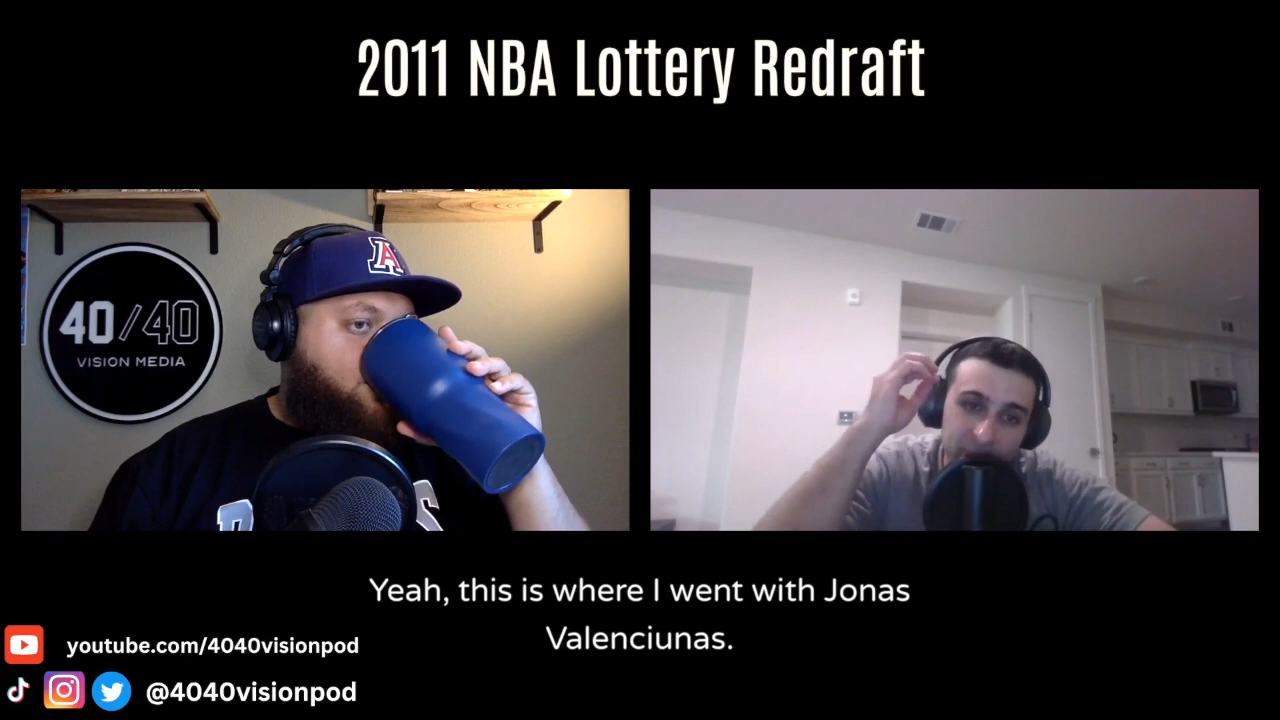 2011 NBA Lottery Redraft
A
40/40
VISION MEDIA
Yeah, this is where I went with Jonas
Valenciunas.
youtube.com/4040visionpod
@4040visionpod